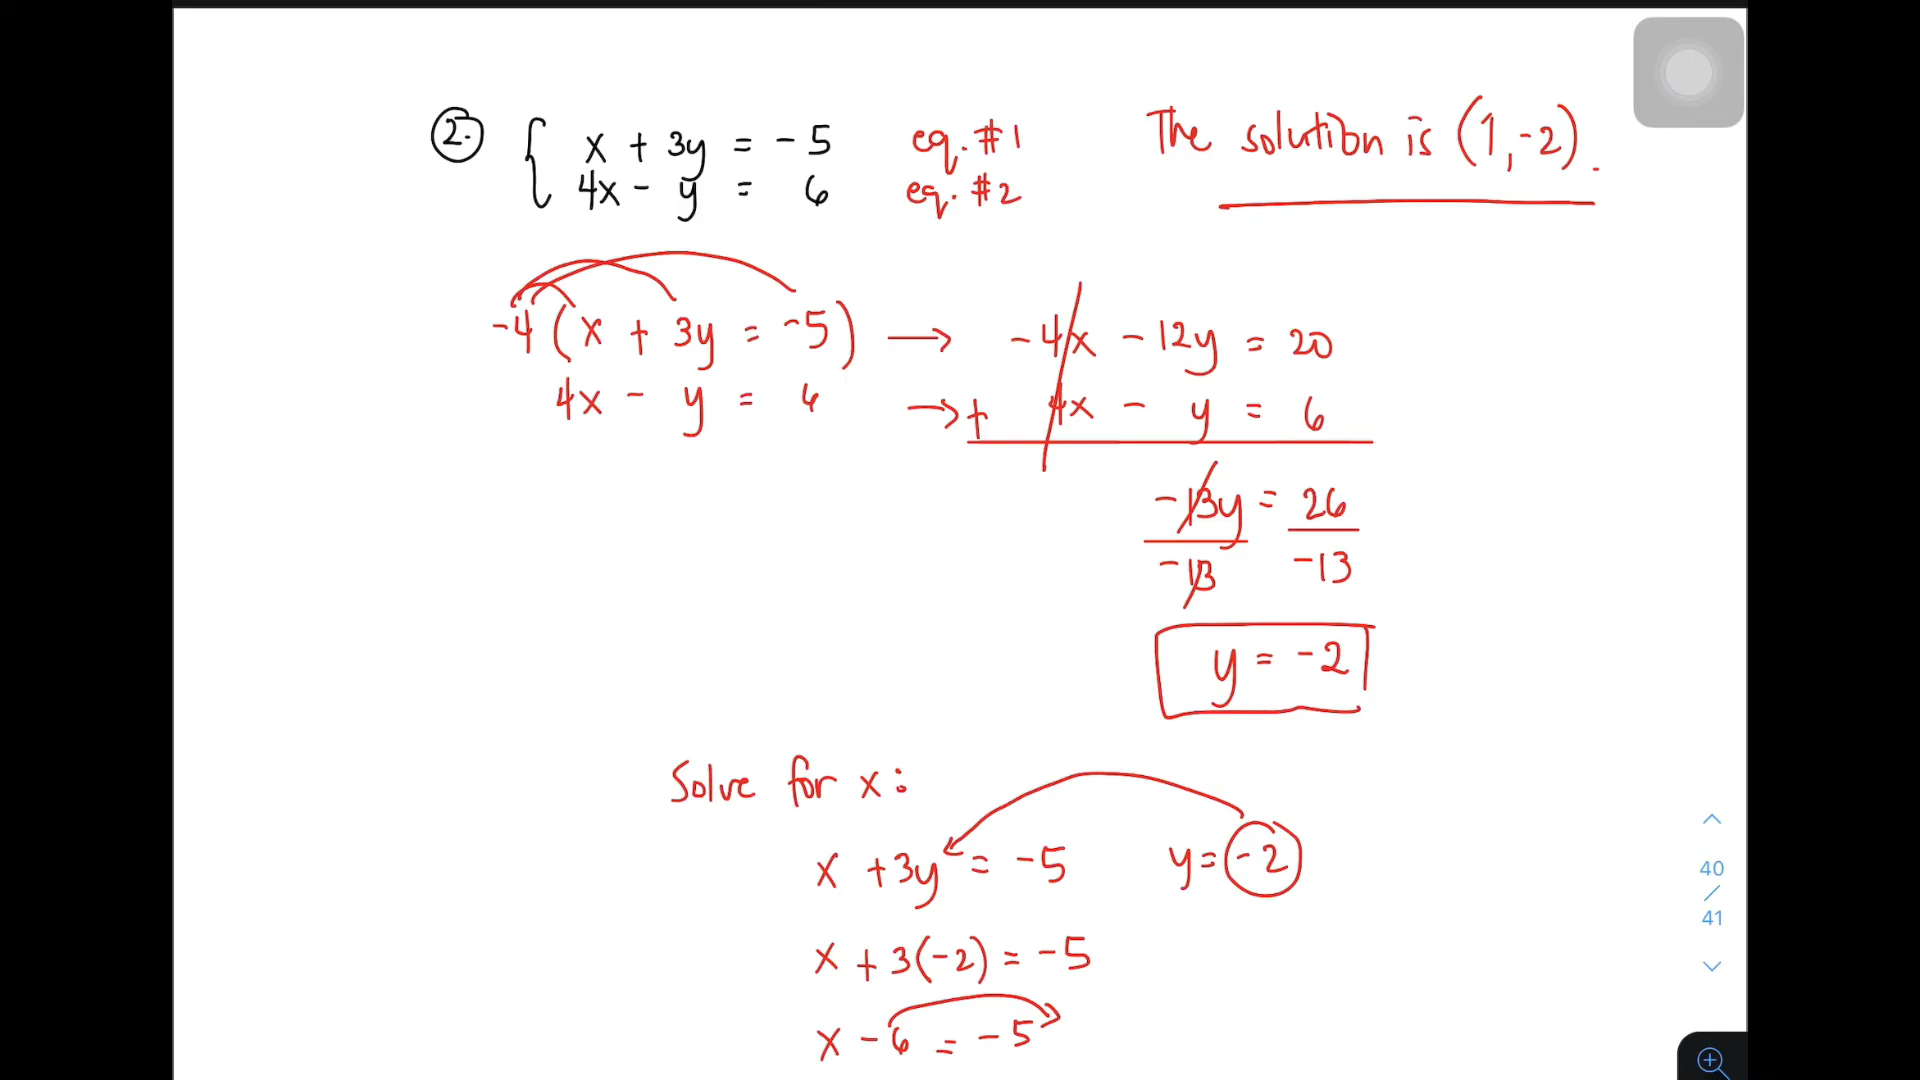 2. x + 3y = - 5 eq. #1
4x - y = 6 eq. #2
The solution is (1, -2).
-4 (x + 3y = -5) → -4x - 12y = 20
4x - y = 6 → + 4x - y = 6
-13y = 26
-13 -13
y = -2
Solve for x:
x + 3y = -5 y = -2
x + 3(-2) = -5
x - 6 = -5
40
/
41